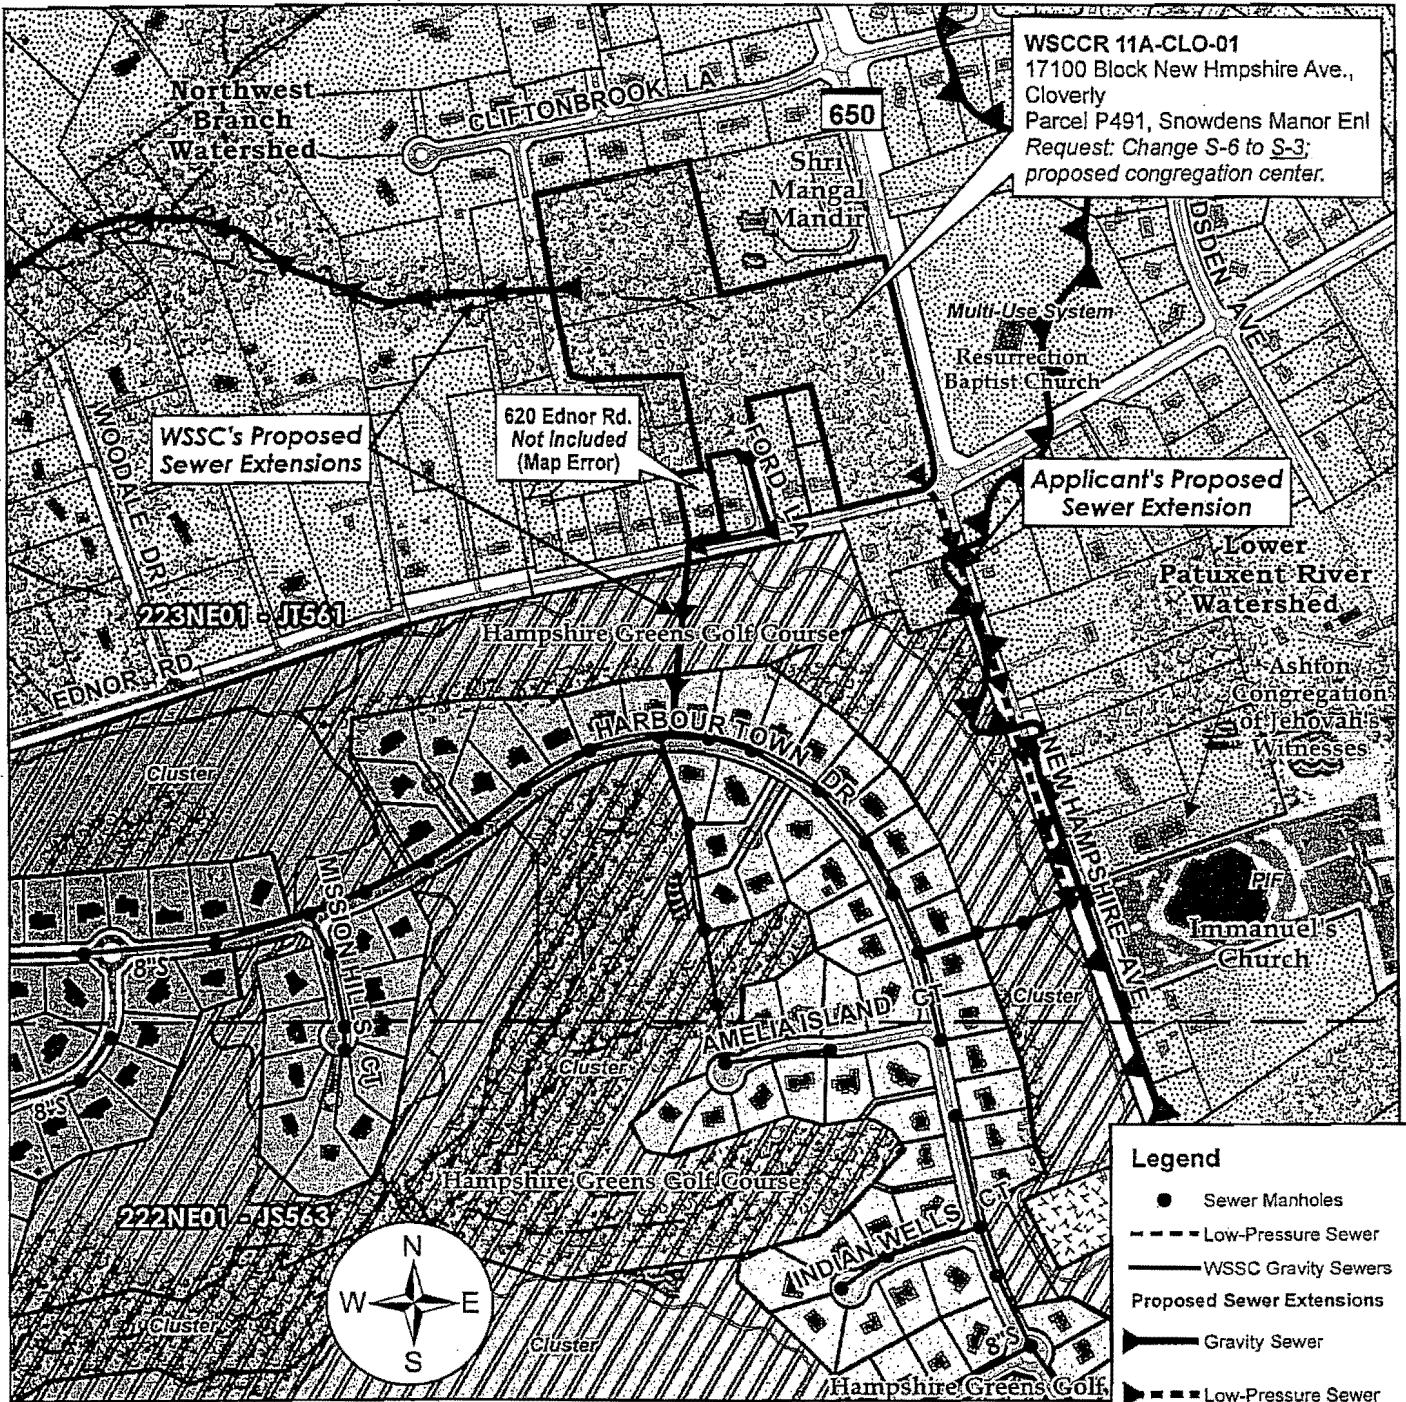 WSCCR 11A-CLO-01
17100 Block New Hmpshire Ave.,
Cloverly
Parcel P491, Snowdens Manor Enl
Request: Change S-6 to S-3;
proposed congregation center.
Northwest
Branch
Watershed
CLIFTONBROOK LA
650
Shri
Mangal
Mandir
DSDEN AVE
Multi-Use System
Resurrection
Baptist Church
WOODALE DR
WSSC's Proposed
Sewer Extensions
620 Ednor Rd.
Not Included
(Map Error)
FORD LA
Applicant's Proposed
Sewer Extension
Lower
Patuxent River
Watershed
223NE01 - JT561
Hampshire Greens Golf Course
EDNOR RD
Ashton
Congregation
of Jehovah's
Witnesses
HARBOUR TOWN DR
Cluster
NEW HAMPSHIRE AVE
MISSION HILLS CT
PIF
Immanuel's
Church
8"S
AMELIA ISLAND CT
Cluster
Cluster
8"S
Hampshire Greens Golf Course
222NE01 - JS563
INDIAN WELLS CT
N
W
E
S
Cluster
Cluster
8"S
Hampshire Greens Golf
Legend
Sewer Manholes
Low-Pressure Sewer
WSSC Gravity Sewers
Proposed Sewer Extensions
Gravity Sewer
Low-Pressure Sewer